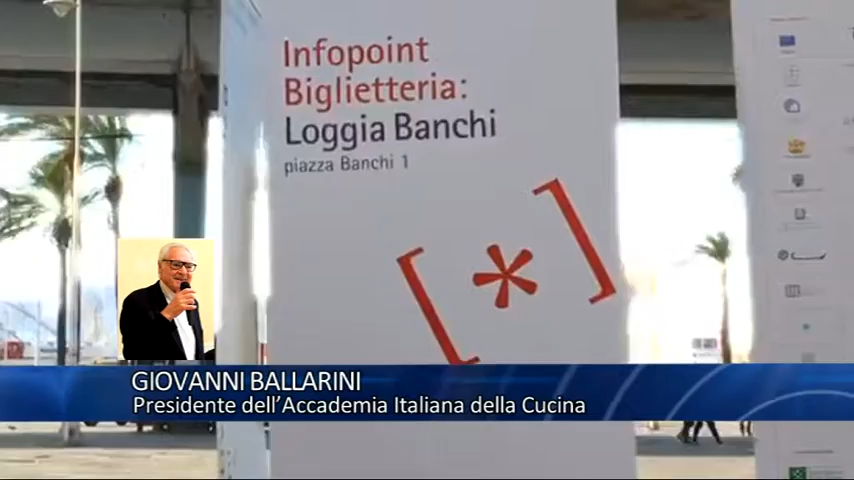 Infopoint
Biglietteria:
Loggia Banchi
piazza Banchi 1
[*]
GIOVANNI BALLARINI
Presidente dell'Accademia Italiana della Cucina